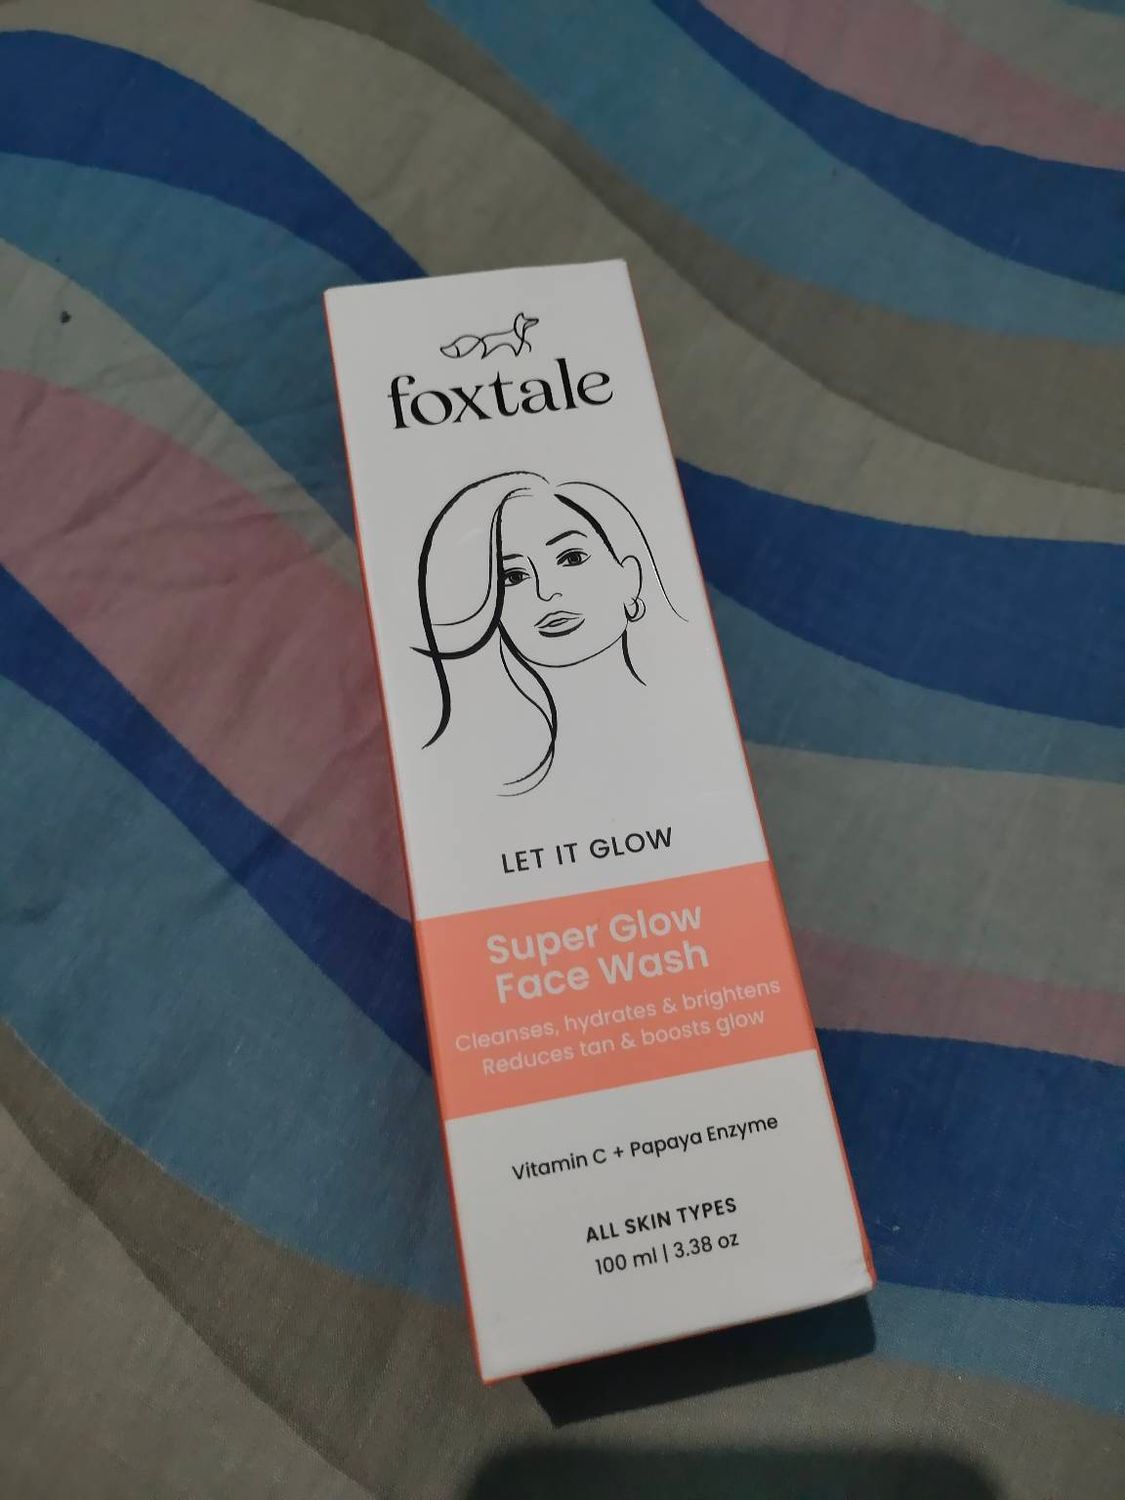 foxtale
LET IT GLOW
Super Glow
Face Wash
Cleanses, hydrates & brightens
Reduces tan & boosts glow
Vitamin C + Papaya Enzyme
ALL SKIN TYPES
100 ml | 3.38 oz